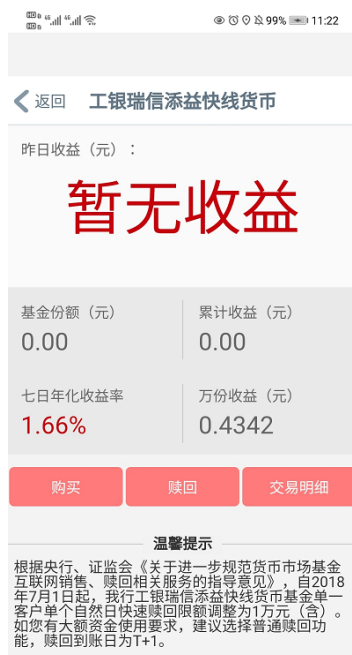 99% 11:22
返回 工银瑞信添益快线货币
昨日收益（元）：
暂无收益
基金份额（元） 累计收益（元）
0.00 0.00
七日年化收益率 万份收益（元）
1.66% 0.4342
购买 赎回 交易明细
温馨提示
根据央行、证监会《关于进一步规范货币市场基金
互联网销售、赎回相关服务的指导意见》，自2018
年7月1日起，我行工银瑞信添益快线货币基金单一
客户单个自然日快速赎回限额调整为1万元（含）。
如您有大额资金使用要求，建议选择普通赎回功
能，赎回到账日为T+1。